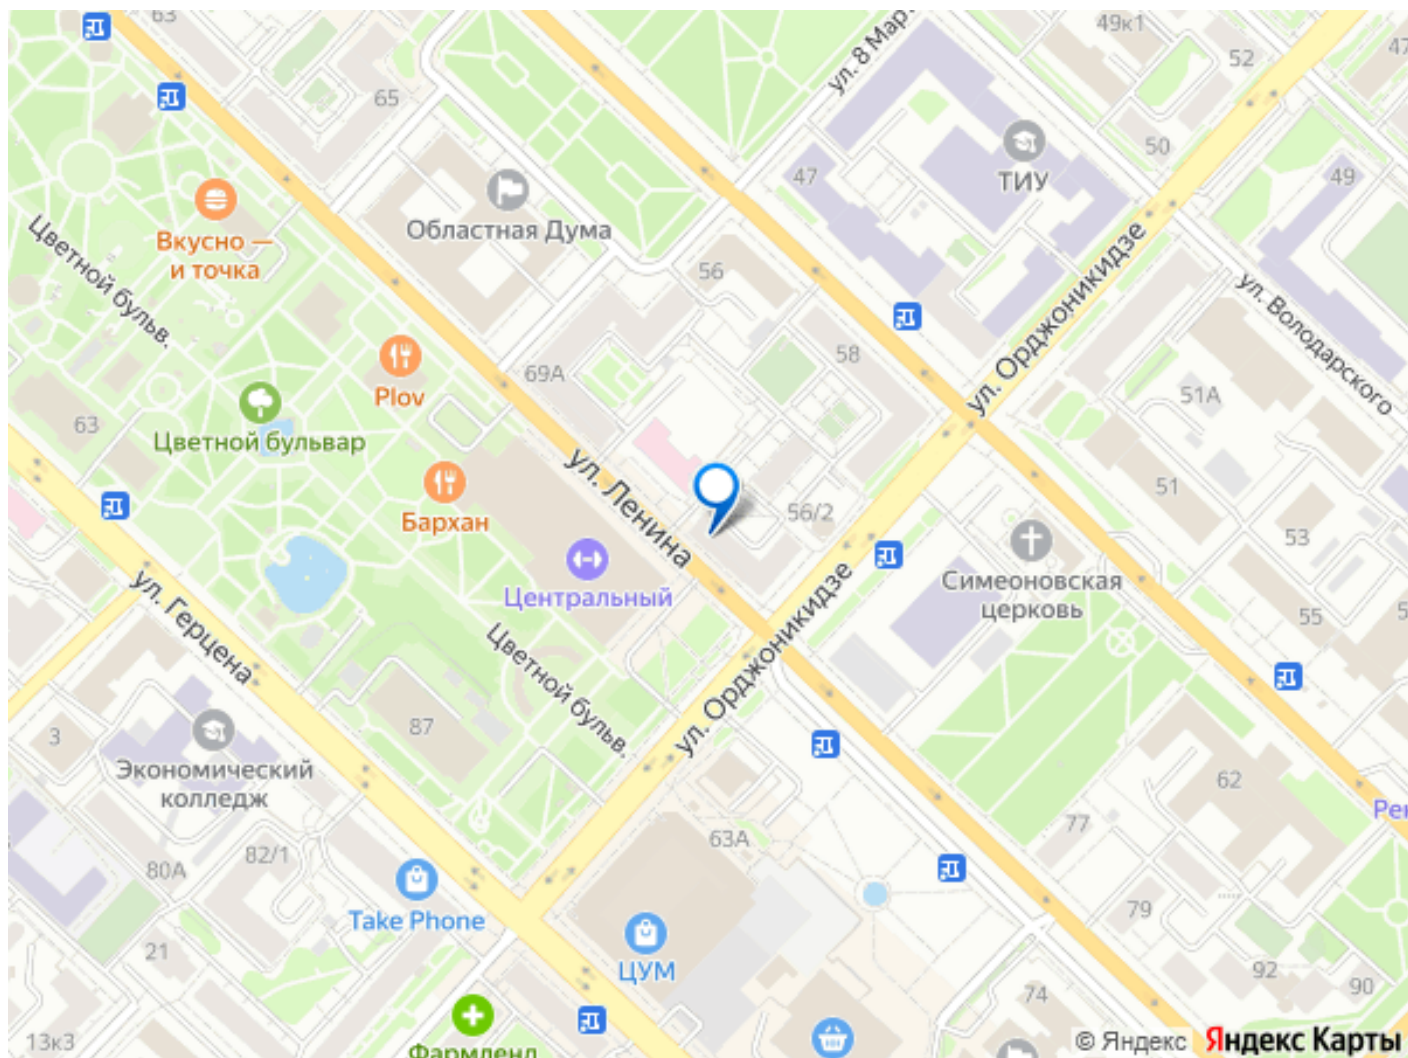 63
65
49к1
52
47
ул. 8 Мар
50
47
ТИУ
49
Областная Дума
Вкусно —
и точка
Цветной бульв.
56
ул. Орджоникидзе
ул. Володарского
58
69А
Plov
51А
63
Цветной бульвар
ул. Ленина
51
Бархан
56/2
53
Симеоновская
церковь
Центральный
55
5
ул. Герцена
Цветной бульв.
ул. Орджоникидзе
87
3
Экономический
колледж
62
Рен
77
63А
82/1
80А
Take Phone
79
21
ЦУМ
92
90
74
13к3
Фармленд
© Яндекс
Яндекс Карты